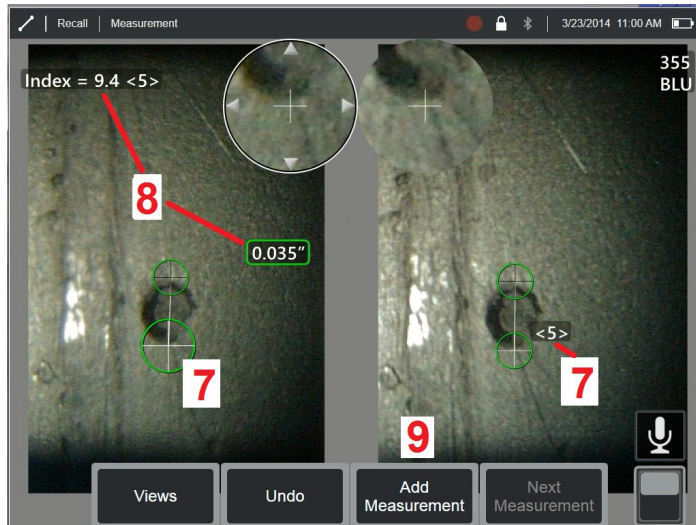 Recall | Measurement
3/23/2014 11:00 AM
Index = 9.4 <5>
355
BLU
8
0.035"
<5>
7
7
9
Views
Undo
Add
Measurement
Next
Measurement